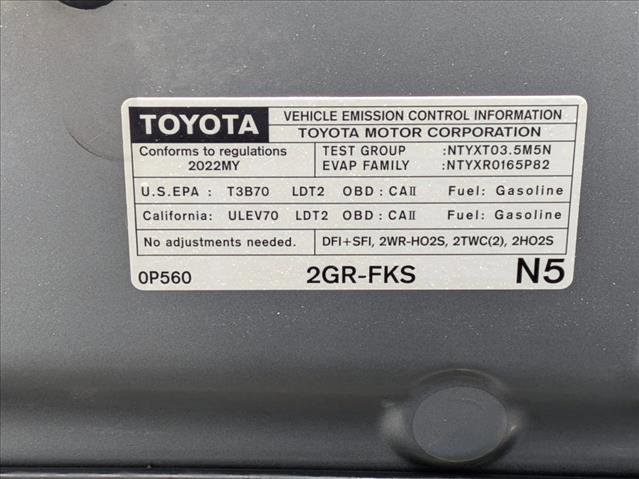 TOYOTA
VEHICLE EMISSION CONTROL INFORMATION
TOYOTA MOTOR CORPORATION
Conforms to regulations
2022MY
TEST GROUP :NTYXT03.5M5N
EVAP FAMILY :NTYXR0165P82
U.S.EPA : T3B70 LDT2 OBD : CAII Fuel: Gasoline
California: ULEV70 LDT2 OBD : CAII Fuel: Gasoline
No adjustments needed. DFI+SFI, 2WR-HO2S, 2TWC(2), 2HO2S
0P560 2GR-FKS N5